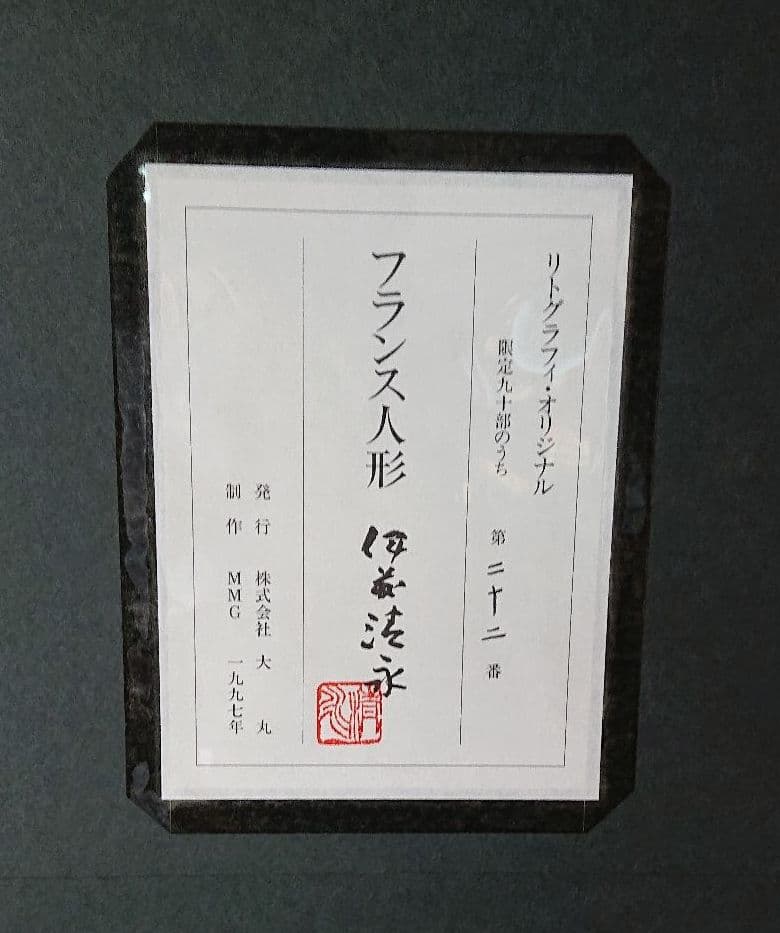 リトグラフィ・オリジナル
限定九十部のうち 第二十二番
フランス人形 伊藤清永
清永
発行 株式会社 大丸
制作 MMG 一九九七年